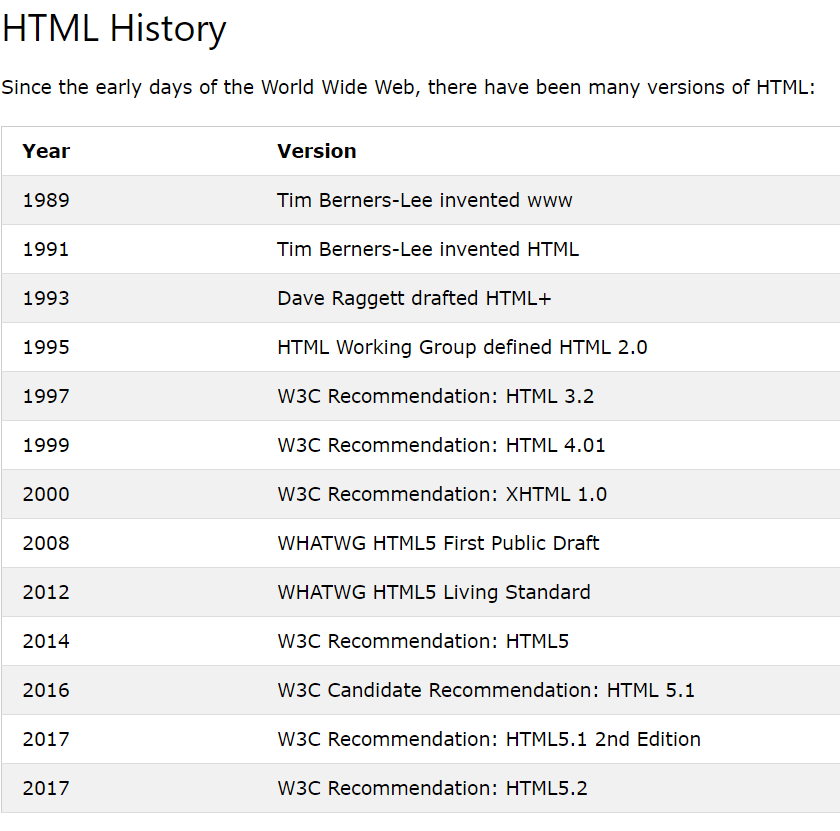 HTML History
Since the early days of the World Wide Web, there have been many versions of HTML:
Year Version
1989 Tim Berners-Lee invented www
1991 Tim Berners-Lee invented HTML
1993 Dave Raggett drafted HTML+
1995 HTML Working Group defined HTML 2.0
1997 W3C Recommendation: HTML 3.2
1999 W3C Recommendation: HTML 4.01
2000 W3C Recommendation: XHTML 1.0
2008 WHATWG HTML5 First Public Draft
2012 WHATWG HTML5 Living Standard
2014 W3C Recommendation: HTML5
2016 W3C Candidate Recommendation: HTML 5.1
2017 W3C Recommendation: HTML5.1 2nd Edition
2017 W3C Recommendation: HTML5.2